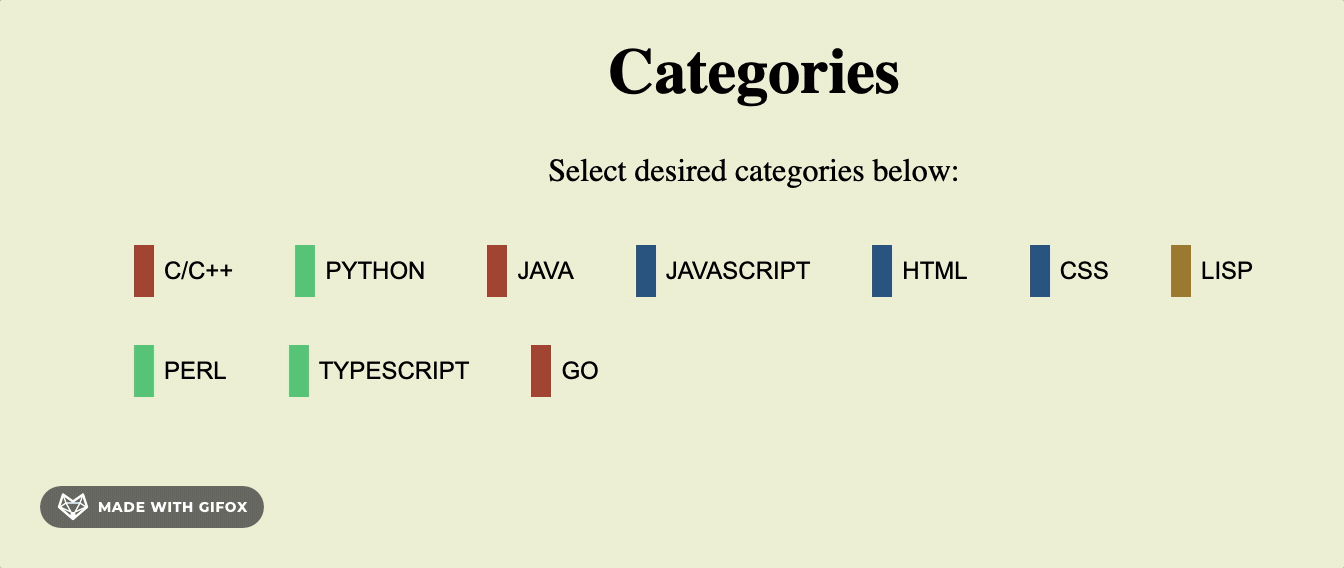 Categories
Select desired categories below:
C/C++ PYTHON JAVA JAVASCRIPT HTML CSS LISP
PERL TYPESCRIPT GO
MADE WITH GIFOX